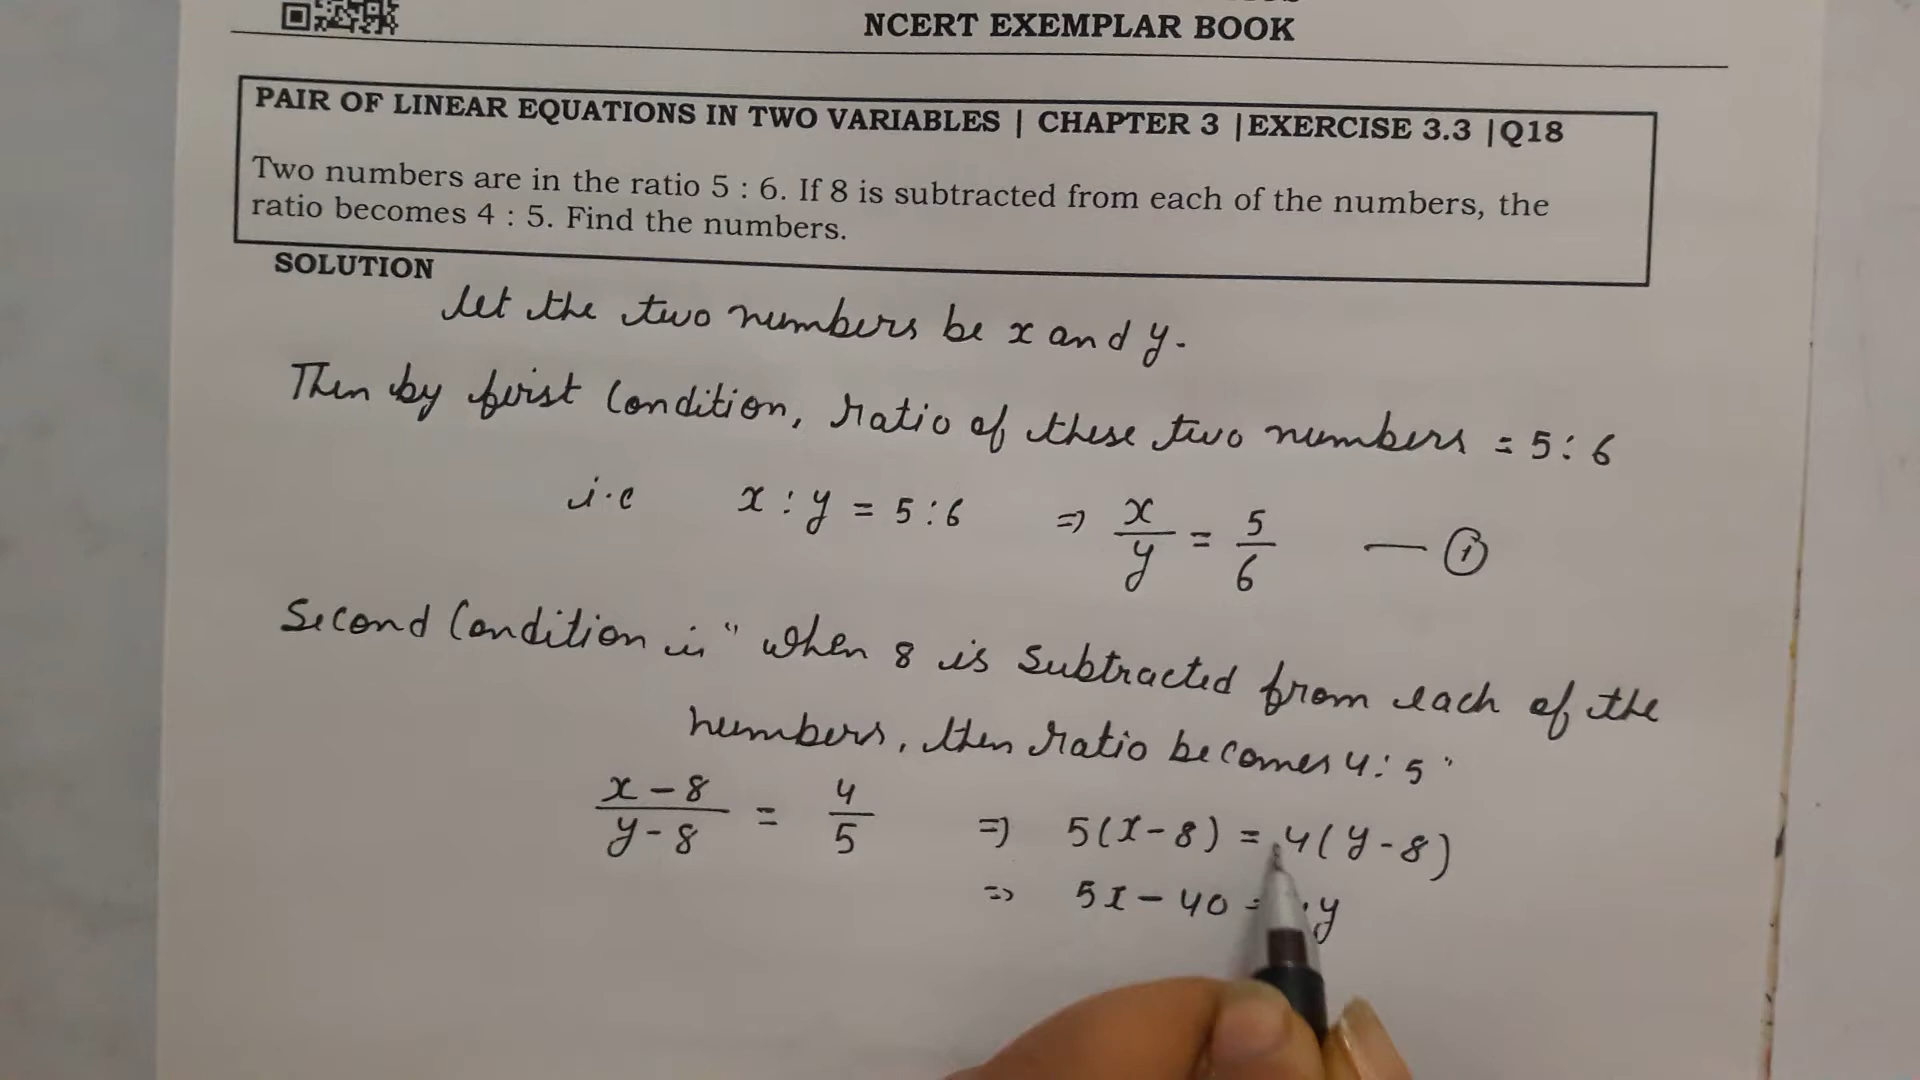 NCERT EXEMPLAR BOOK
PAIR OF LINEAR EQUATIONS IN TWO VARIABLES | CHAPTER 3 |EXERCISE 3.3 |Q18
Two numbers are in the ratio 5 : 6. If 8 is subtracted from each of the numbers, the
ratio becomes 4 : 5. Find the numbers.
SOLUTION
Let the two numbers be x and y.
Then by first Condition, ratio of these two numbers = 5 : 6
i.e x : y = 5 : 6 => x/y = 5/6 — ①
Second Condition is " when 8 is subtracted from each of the
numbers, then ratio becomes 4 : 5 "
x - 8 / y - 8 = 4/5 => 5(x - 8) = 4(y - 8)
=> 5x - 40 = y